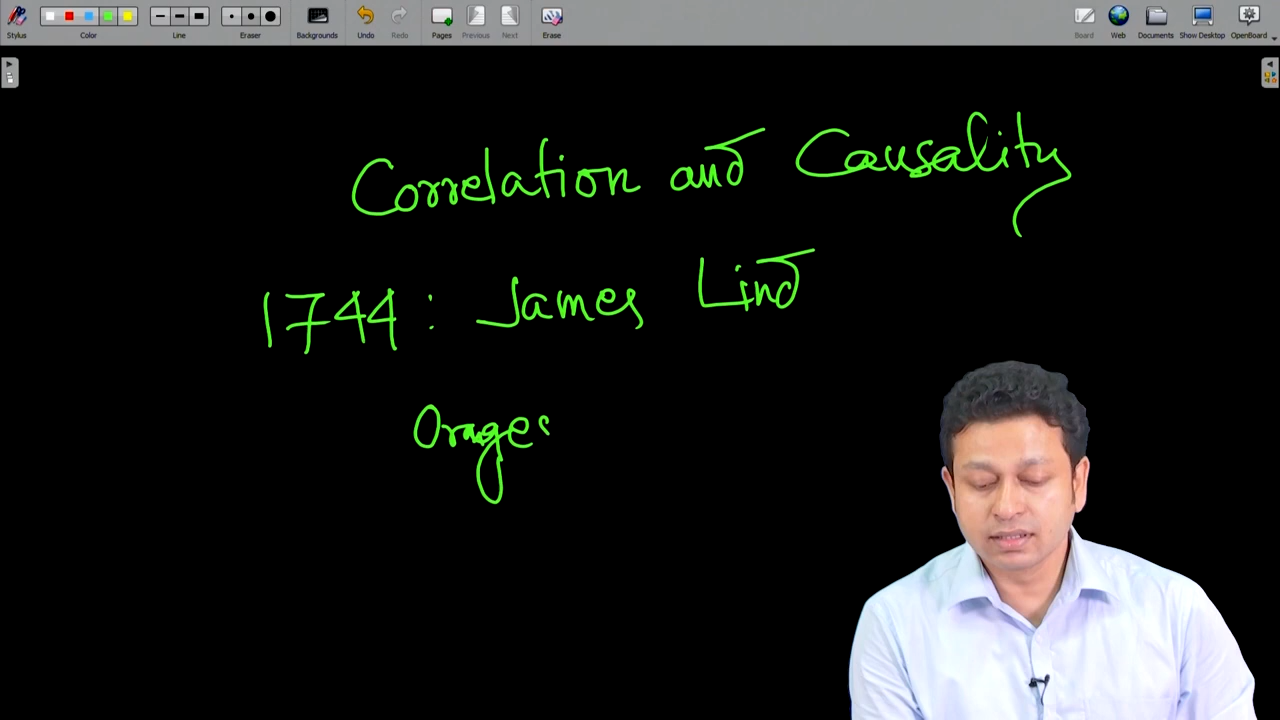 Stylus Color Line Eraser Backgrounds Undo Redo Pages Previous Next Erase Board Web Documents Show Desktop OpenBoard
Correlation and Causality
1744: James Lind
Oranges